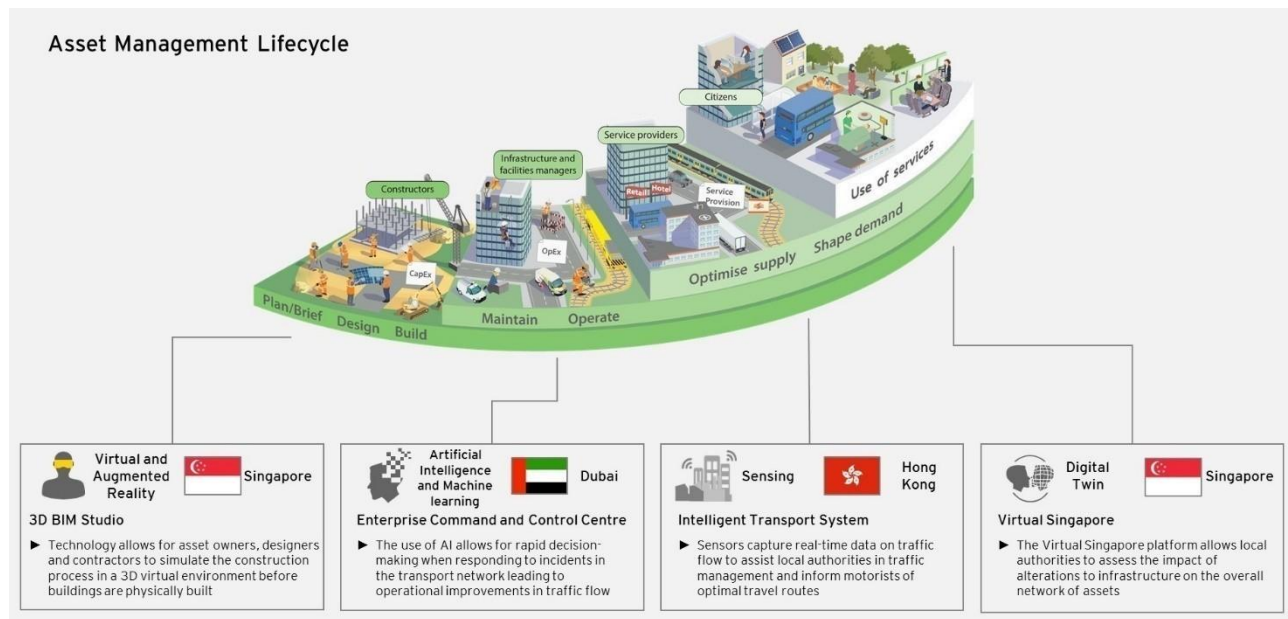 Asset Management Lifecycle
Citizens
Service providers
Infrastructure and
facilities managers
Constructors
Retail Hotel
Service
Provision
OpEx
CapEx
Use of services
Optimise supply Shape demand
Maintain Operate
Plan/Brief Design Build
Virtual and
Augmented
Reality
Singapore
3D BIM Studio
► Technology allows for asset owners, designers
and contractors to simulate the construction
process in a 3D virtual environment before
buildings are physically built
Artificial
Intelligence
and Machine
learning
Dubai
Enterprise Command and Control Centre
► The use of AI allows for rapid decision-
making when responding to incidents
in the transport network leading to
operational improvements in traffic flow
Sensing
Hong
Kong
Intelligent Transport System
► Sensors capture real-time data on traffic
flow to assist local authorities in traffic
management and inform motorists of
optimal travel routes
Digital
Twin
Singapore
Virtual Singapore
► The Virtual Singapore platform allows local
authorities to assess the impact of
alterations to infrastructure on the overall
network of assets